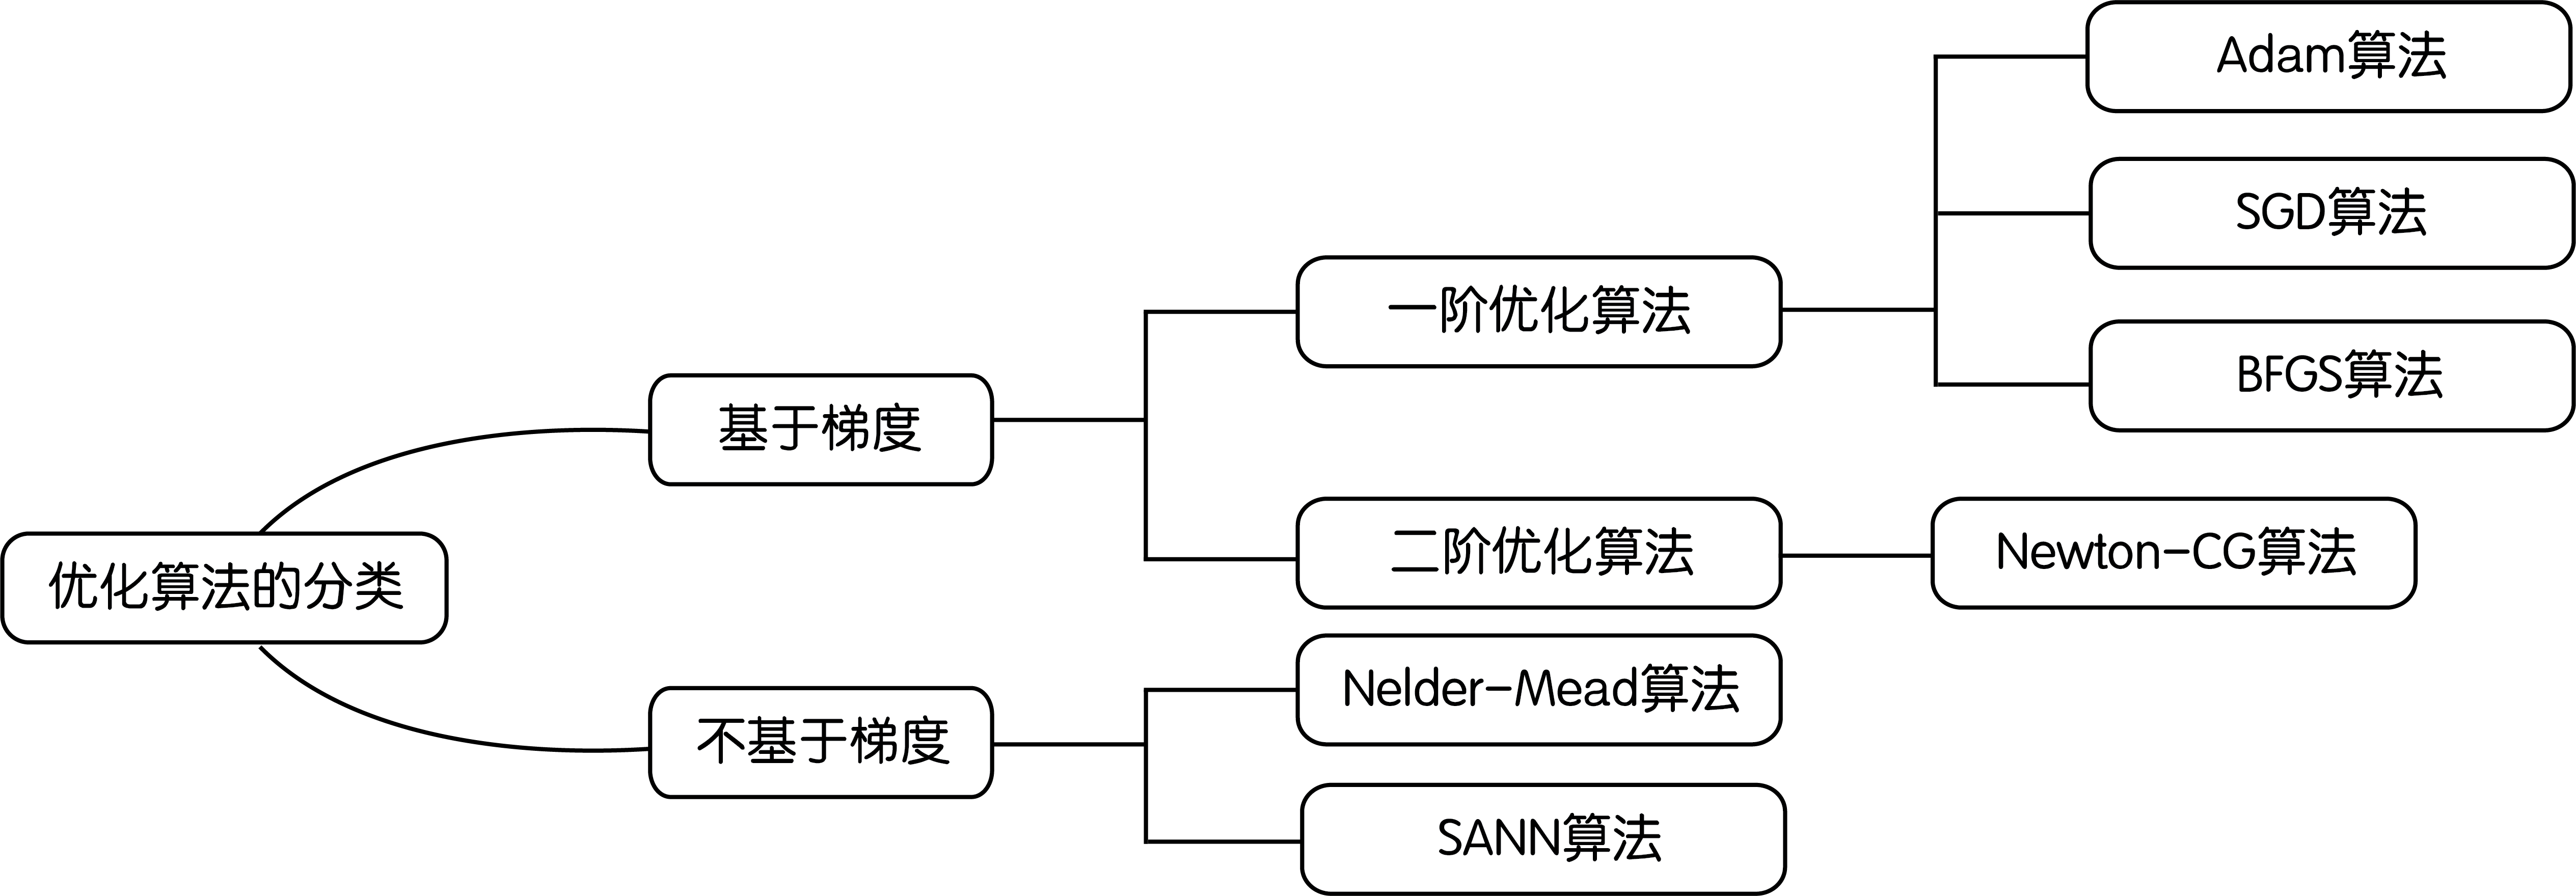 优化算法的分类
基于梯度
一阶优化算法
Adam算法
SGD算法
BFGS算法
二阶优化算法
Newton-CG算法
不基于梯度
Nelder-Mead算法
SANN算法